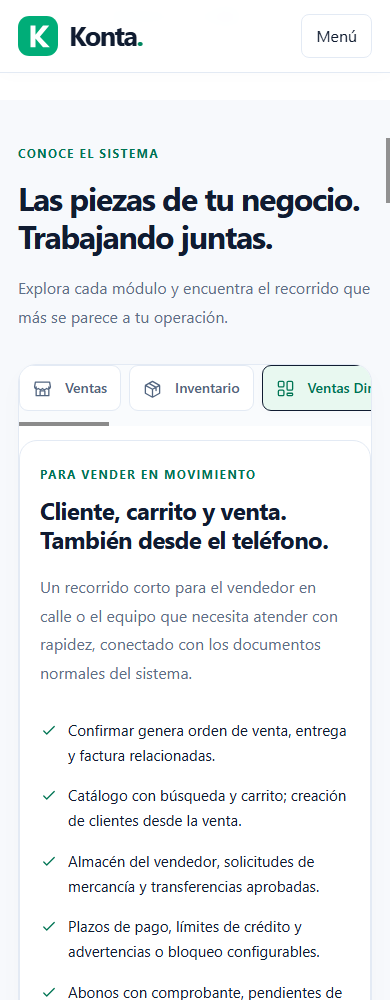 K Konta.
Menú
CONOCE EL SISTEMA
Las piezas de tu negocio.
Trabajando juntas.
Explora cada módulo y encuentra el recorrido que
más se parece a tu operación.
Ventas
Inventario
Ventas Dir
PARA VENDER EN MOVIMIENTO
Cliente, carrito y venta.
También desde el teléfono.
Un recorrido corto para el vendedor en
calle o el equipo que necesita atender con
rapidez, conectado con los documentos
normales del sistema.
Confirmar genera orden de venta, entrega
y factura relacionadas.
Catálogo con búsqueda y carrito; creación
de clientes desde la venta.
Almacén del vendedor, solicitudes de
mercancía y transferencias aprobadas.
Plazos de pago, límites de crédito y
advertencias o bloqueo configurables.
Abonos con comprobante, pendientes de